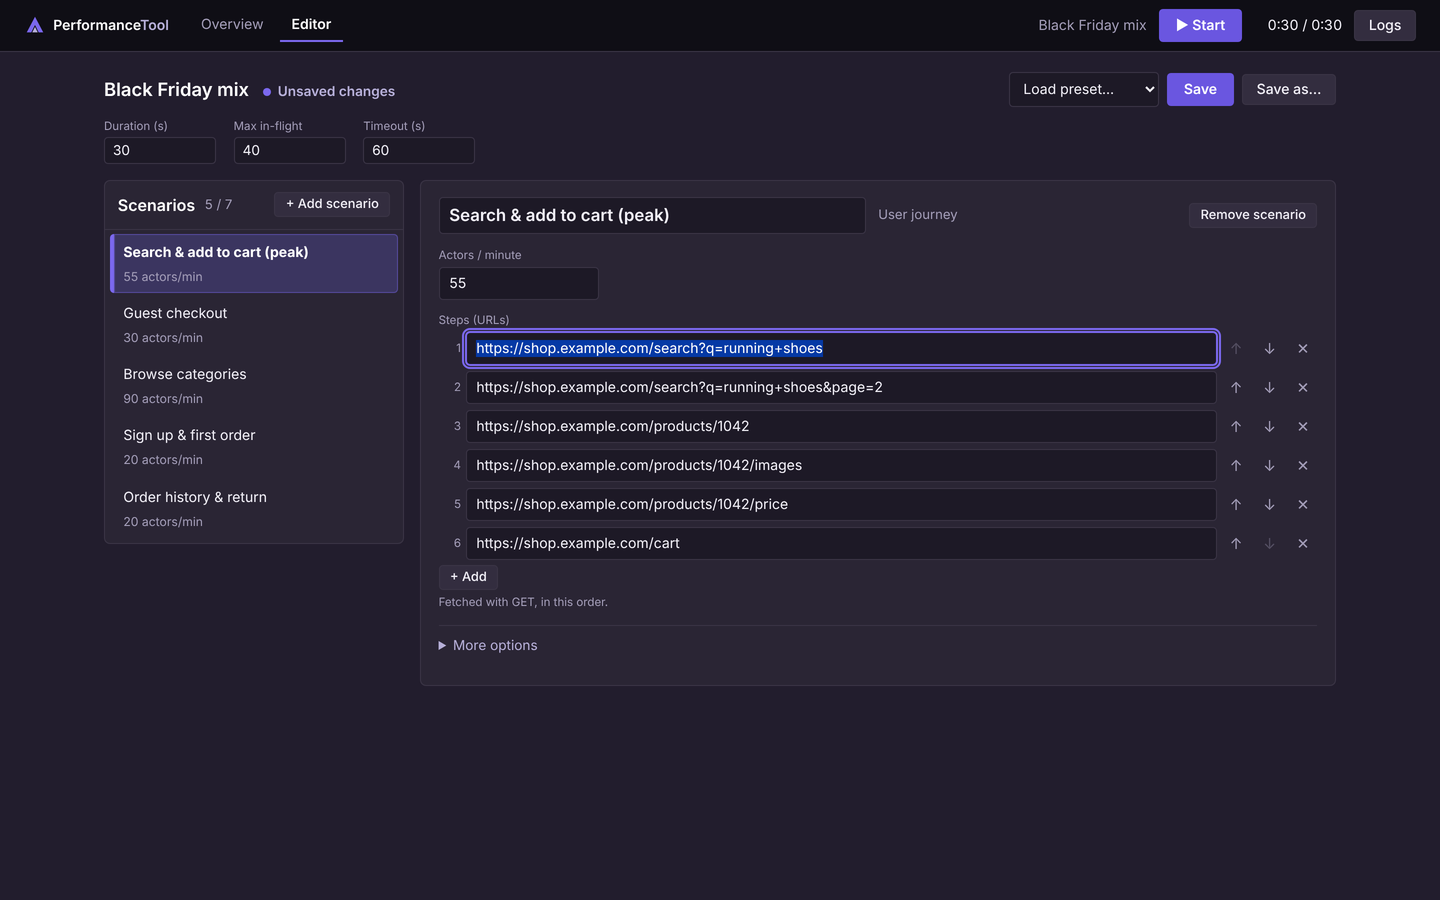 PerformanceTool
Overview
Editor
Black Friday mix
▶ Start
0:30 / 0:30
Logs
Black Friday mix
Unsaved changes
Load preset...
Save
Save as...
Duration (s)
Max in-flight
Timeout (s)
30
40
60
Scenarios 5 / 7
+ Add scenario
Search & add to cart (peak)
55 actors/min
Guest checkout
30 actors/min
Browse categories
90 actors/min
Sign up & first order
20 actors/min
Order history & return
20 actors/min
Search & add to cart (peak)
User journey
Remove scenario
Actors / minute
55
Steps (URLs)
1 https://shop.example.com/search?q=running+shoes
2 https://shop.example.com/search?q=running+shoes&page=2
3 https://shop.example.com/products/1042
4 https://shop.example.com/products/1042/images
5 https://shop.example.com/products/1042/price
6 https://shop.example.com/cart
+ Add
Fetched with GET, in this order.
More options